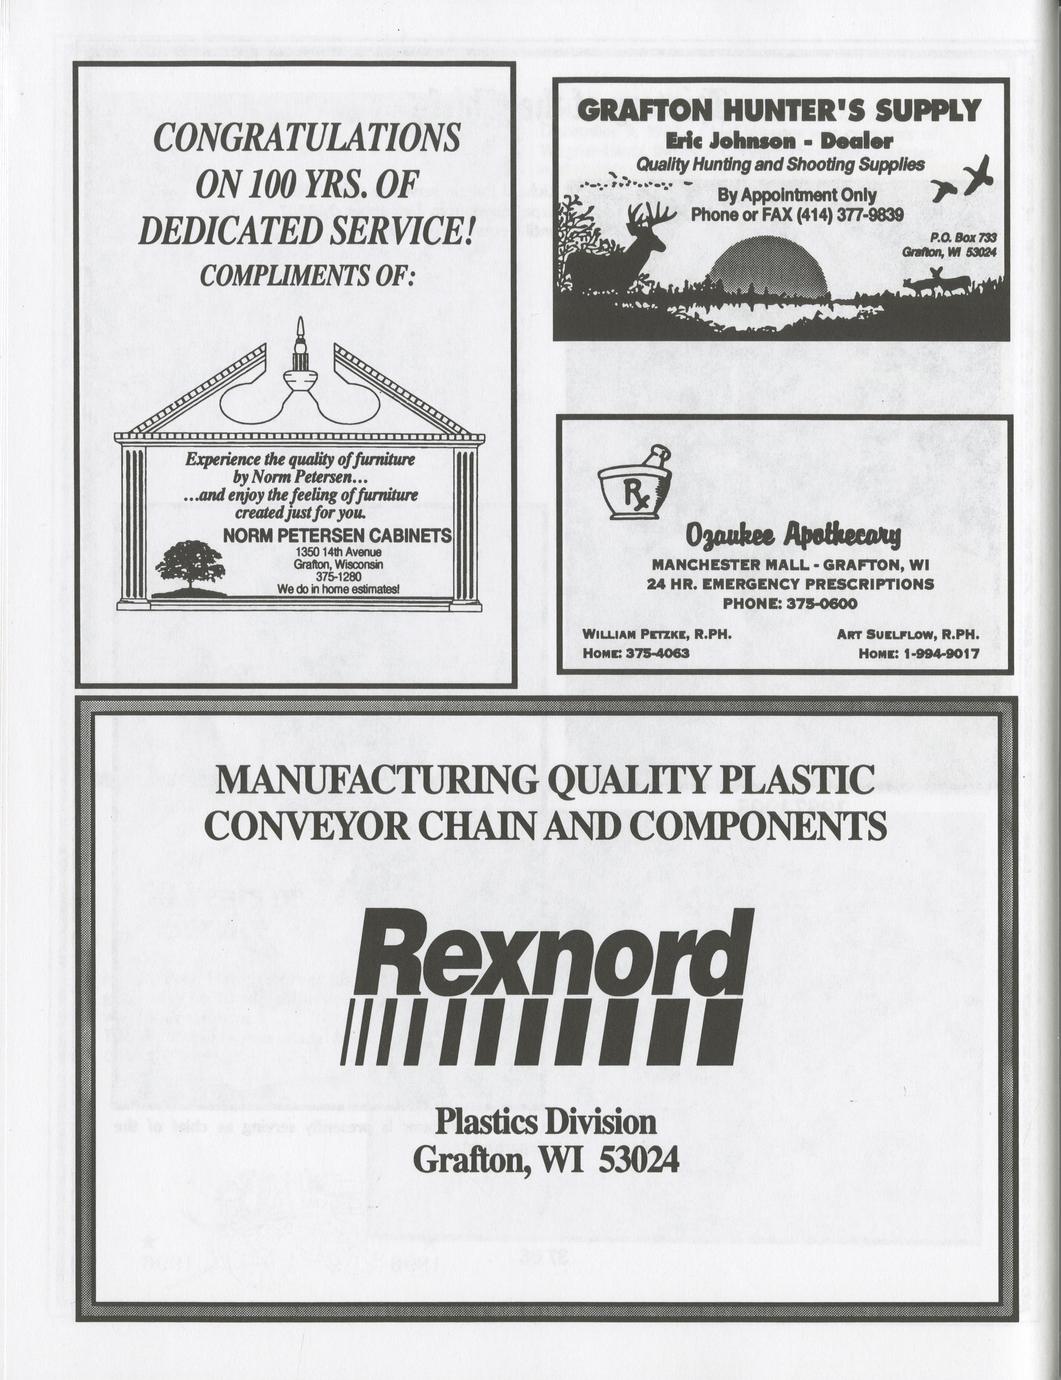 CONGRATULATIONS
ON 100 YRS. OF
DEDICATED SERVICE!
COMPLIMENTS OF:
Experience the quality of furniture
by Norm Petersen...
...and enjoy the feeling of furniture
created just for you.
NORM PETERSEN CABINETS
1350 14th Avenue
Grafton, Wisconsin
375-1280
We do in home estimates!
GRAFTON HUNTER'S SUPPLY
Eric Johnson - Dealer
Quality Hunting and Shooting Supplies
By Appointment Only
Phone or FAX (414) 377-9839
P.O. Box 733
Grafton, WI 53024
Rx
Ozaukee Apothecary
MANCHESTER MALL - GRAFTON, WI
24 HR. EMERGENCY PRESCRIPTIONS
PHONE: 375-0600
WILLIAM PETZKE, R.PH.
HOME: 375-4063
ART SUELFLOW, R.PH.
HOME: 1-994-9017
MANUFACTURING QUALITY PLASTIC
CONVEYOR CHAIN AND COMPONENTS
Rexnord
Plastics Division
Grafton, WI 53024